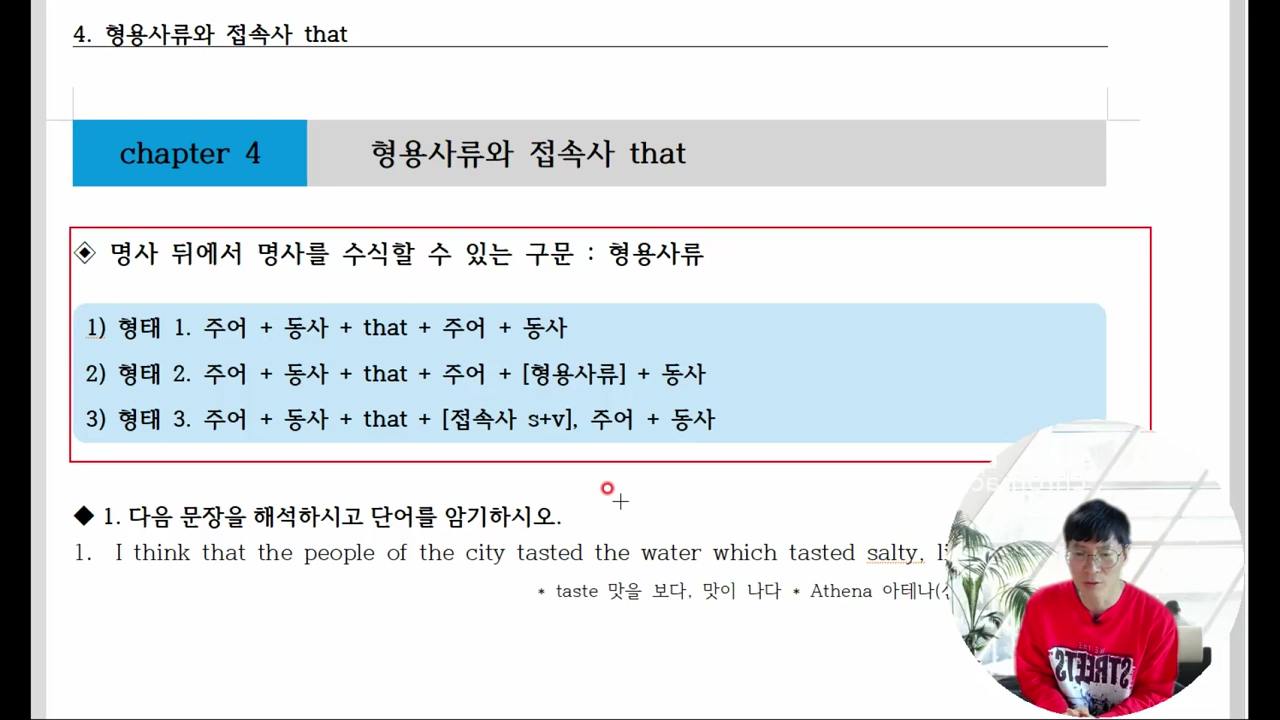 4. 형용사류와 접속사 that
chapter 4
형용사류와 접속사 that
◈ 명사 뒤에서 명사를 수식할 수 있는 구문 : 형용사류
1) 형태 1. 주어 + 동사 + that + 주어 + 동사
2) 형태 2. 주어 + 동사 + that + 주어 + [형용사류] + 동사
3) 형태 3. 주어 + 동사 + that + [접속사 s+v], 주어 + 동사
◆ 1. 다음 문장을 해석하시고 단어를 암기하시오.
1. I think that the people of the city tasted the water which tasted salty,
* taste 맛을 보다, 맛이 나다 * Athena 아테나
STREETS